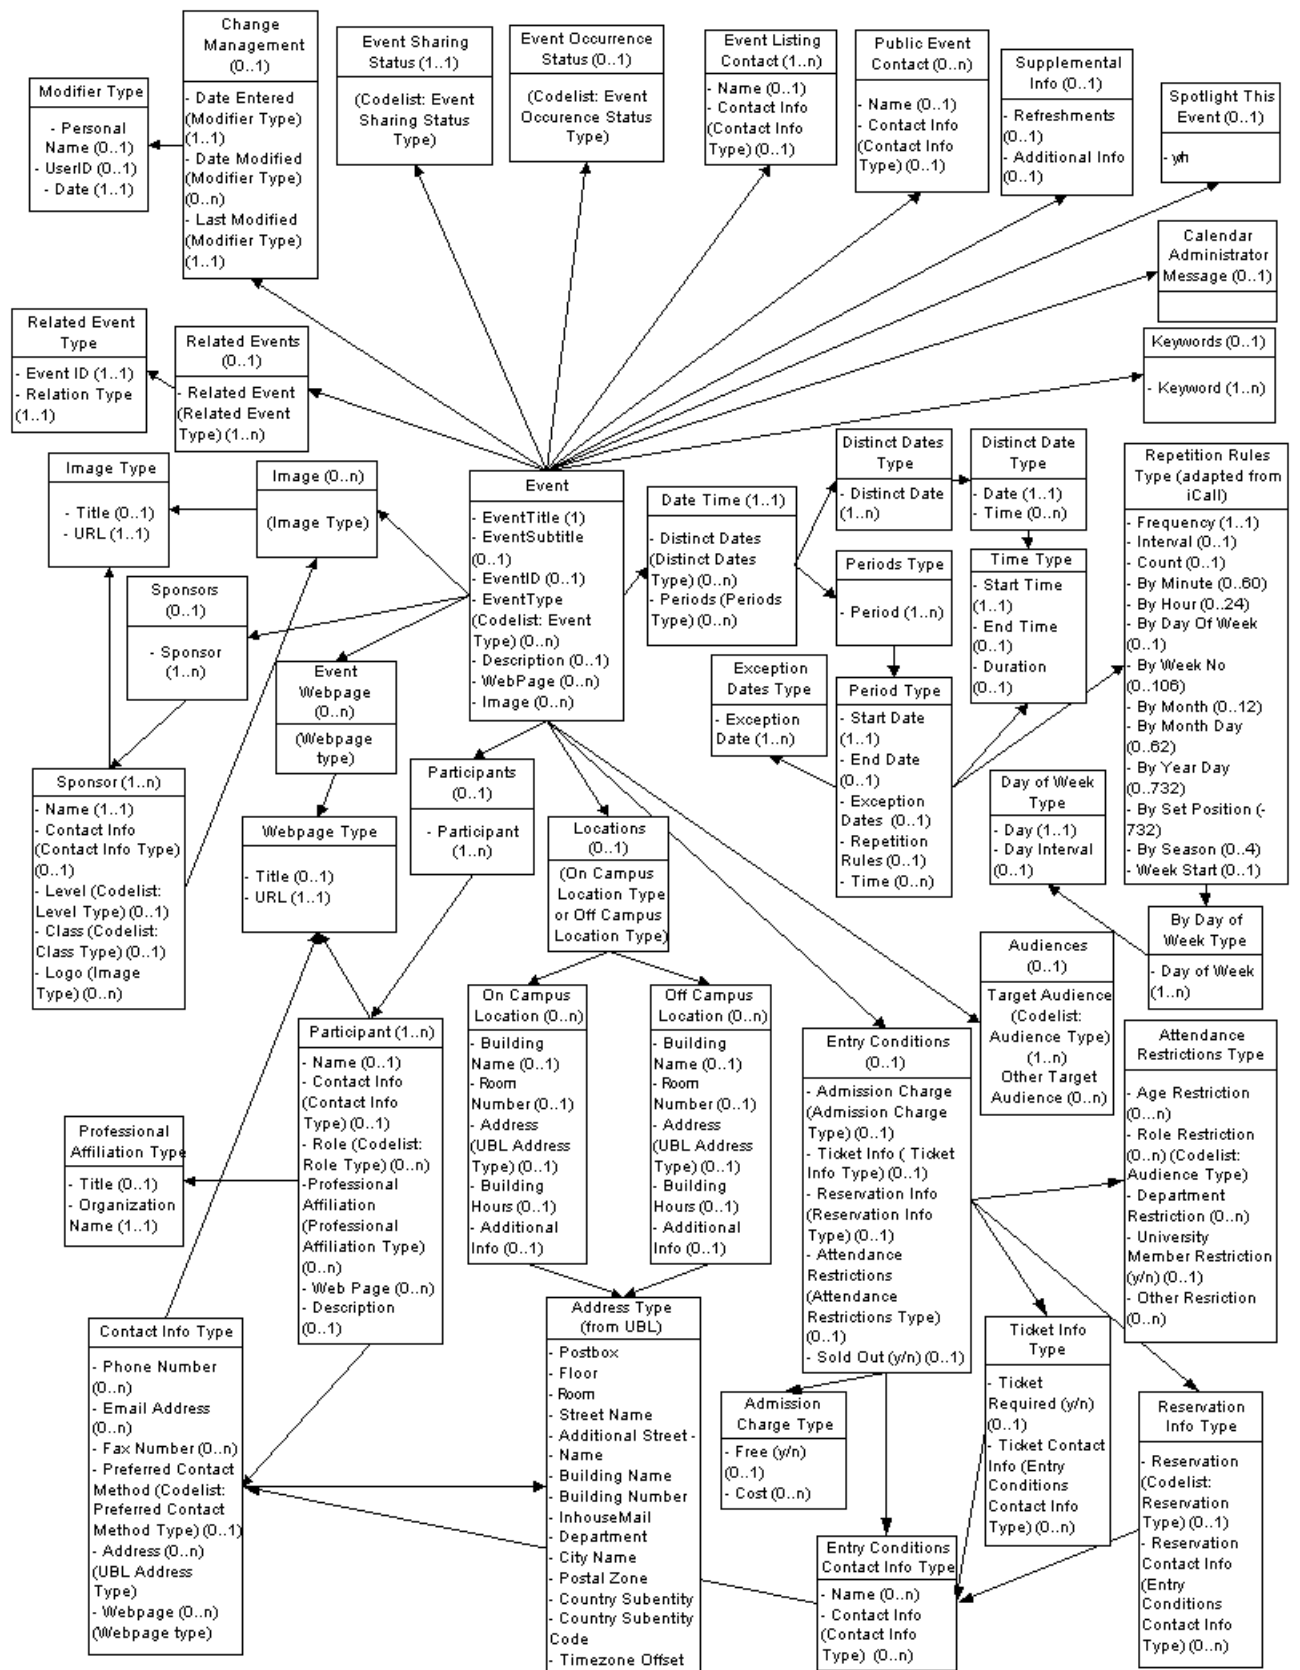 Change
Management
(0..1)
- Date Entered
(Modifier Type)
(1..1)
- Date Modified
(Modifier Type)
(0..n)
- Last Modified
(Modifier Type)
(1..1)
Event Sharing
Status (1..1)
(Codelist: Event
Sharing Status
Type)
Event Occurrence
Status (0..1)
(Codelist: Event
Occurence Status
Type)
Event Listing
Contact (1..n)
- Name (0..1)
- Contact Info
(Contact Info
Type) (0..1)
Public Event
Contact (0..n)
- Name (0..1)
- Contact Info
(Contact Info
Type) (0..1)
Supplemental
Info (0..1)
- Refreshments
(0..1)
- Additional Info
(0..1)
Spotlight This
Event (0..1)
- y/n
Modifier Type
- Personal
Name (0..1)
- UserID (0..1)
- Date (1..1)
Calendar
Administrator
Message (0..1)
Related Event
Type
- Event ID (1..1)
- Relation Type
(1..1)
Related Events
(0..1)
- Related Event
(Related Event
Type) (1..n)
Keywords (0..1)
- Keyword (1..n)
Image Type
- Title (0..1)
- URL (1..1)
Image (0..n)
(Image Type)
Event
- EventTitle (1)
- EventSubtitle
(0..1)
- EventID (0..1)
- EventType
(Codelist: Event
Type) (0..n)
- Description (0..1)
- WebPage (0..n)
- Image (0..n)
Date Time (1..1)
- Distinct Dates
(Distinct Dates
Type) (0..n)
- Periods (Periods
Type) (0..n)
Distinct Dates
Type
- Distinct Date
(1..n)
Distinct Date
Type
- Date (1..1)
- Time (0..n)
Repetition Rules
Type (adapted from
iCall)
- Frequency (1..1)
- Interval (0..1)
- Count (0..1)
- By Minute (0..60)
- By Hour (0..24)
- By Day Of Week
(0..1)
- By Week No
(0..106)
- By Month (0..12)
- By Month Day
(0..62)
- By Year Day
(0..732)
- By Set Position (-
732)
- By Season (0..4)
- Week Start (0..1)
Periods Type
- Period (1..n)
Time Type
- Start Time
(1..1)
- End Time
(0..1)
- Duration
(0..1)
Sponsors
(0..1)
- Sponsor
(1..n)
Event
Webpage
(0..n)
(Webpage
type)
Exception
Dates Type
- Exception
Date (1..n)
Period Type
- Start Date
(1..1)
- End Date
(0..1)
- Exception
Dates (0..1)
- Repetition
Rules (0..1)
- Time (0..n)
Sponsor (1..n)
- Name (1..1)
- Contact Info
(Contact Info Type)
(0..1)
- Level (Codelist:
Level Type) (0..1)
- Class (Codelist:
Class Type) (0..1)
- Logo (Image
Type) (0..n)
Participants
(0..1)
- Participant
(1..n)
Day of Week
Type
- Day (1..1)
- Day Interval
(0..1)
Webpage Type
- Title (0..1)
- URL (1..1)
Locations
(0..1)
(On Campus
Location Type
or Off Campus
Location Type)
By Day of
Week Type
- Day of Week
(1..n)
Audiences
(0..1)
Target Audience
(Codelist:
Audience Type)
(1..n)
Other Target
Audience (0..n)
On Campus
Location (0..n)
- Building
Name (0..1)
- Room
Number (0..1)
- Address
(UBL Address
Type) (0..1)
- Building
Hours (0..1)
- Additional
Info (0..1)
Off Campus
Location (0..n)
- Building
Name (0..1)
- Room
Number (0..1)
- Address
(UBL Address
Type) (0..1)
- Building
Hours (0..1)
- Additional
Info (0..1)
Participant (1..n)
- Name (0..1)
- Contact Info
(Contact Info
Type) (0..1)
- Role (Codelist:
Role Type) (0..n)
-Professional
Affiliation
(Professional
Affiliation Type)
(0..n)
- Web Page (0..n)
- Description
(0..1)
Entry Conditions
(0..1)
- Admission Charge
(Admission Charge
Type) (0..1)
- Ticket Info ( Ticket
Info Type) (0..1)
- Reservation Info
(Reservation Info
Type) (0..1)
- Attendance
Restrictions
(Attendance
Restrictions Type)
(0..1)
- Sold Out (y/n) (0..1)
Attendance
Restrictions Type
- Age Restriction
(0...n)
- Role Restriction
(0..n) (Codelist:
Audience Type)
- Department
Restriction (0..n)
- University
Member Restriction
(y/n) (0..1)
- Other Resriction
(0..n)
Professional
Affiliation Type
- Title (0..1)
- Organization
Name (1..1)
Contact Info Type
- Phone Number
(0..n)
- Email Address
(0..n)
- Fax Number (0..n)
- Preferred Contact
Method (Codelist:
Preferred Contact
Method Type) (0..1)
- Address (0..n)
(UBL Address
Type)
- Webpage (0..n)
(Webpage type)
Address Type
(from UBL)
- Postbox
- Floor
- Room
- Street Name
- Additional Street -
- Name
- Building Name
- Building Number
- InhouseMail
- Department
- City Name
- Postal Zone
- Country Subentity
- Country Subentity
Code
- Timezone Offset
Ticket Info
Type
- Ticket
Required (y/n)
(0..1)
- Ticket Contact
Info (Entry
Conditions
Contact Info
Type) (0..n)
Admission
Charge Type
- Free (y/n)
(0..1)
- Cost (0..n)
Reservation
Info Type
- Reservation
(Codelist:
Reservation
Type) (0..1)
- Reservation
Contact Info
(Entry
Conditions
Contact Info
Type) (0..n)
Entry Conditions
Contact Info Type
- Name (0..n)
- Contact Info
(Contact Info
Type) (0..n)